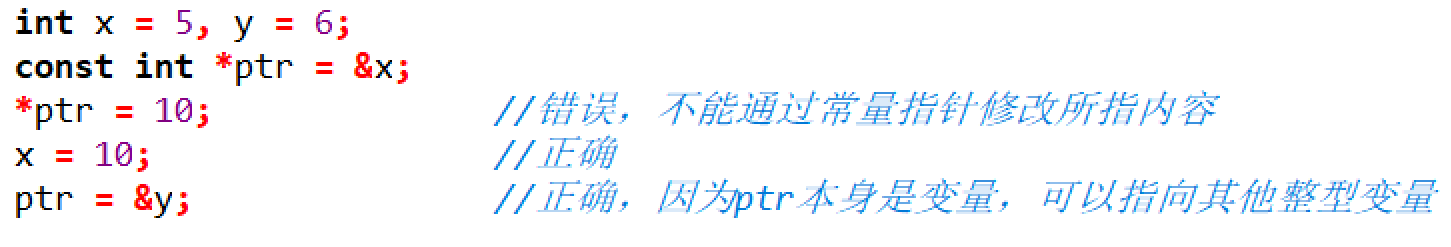 int x = 5, y = 6;
const int *ptr = &x;
*ptr = 10; //错误，不能通过常量指针修改所指内容
x = 10; //正确
ptr = &y; //正确，因为ptr本身是变量，可以指向其他整型变量